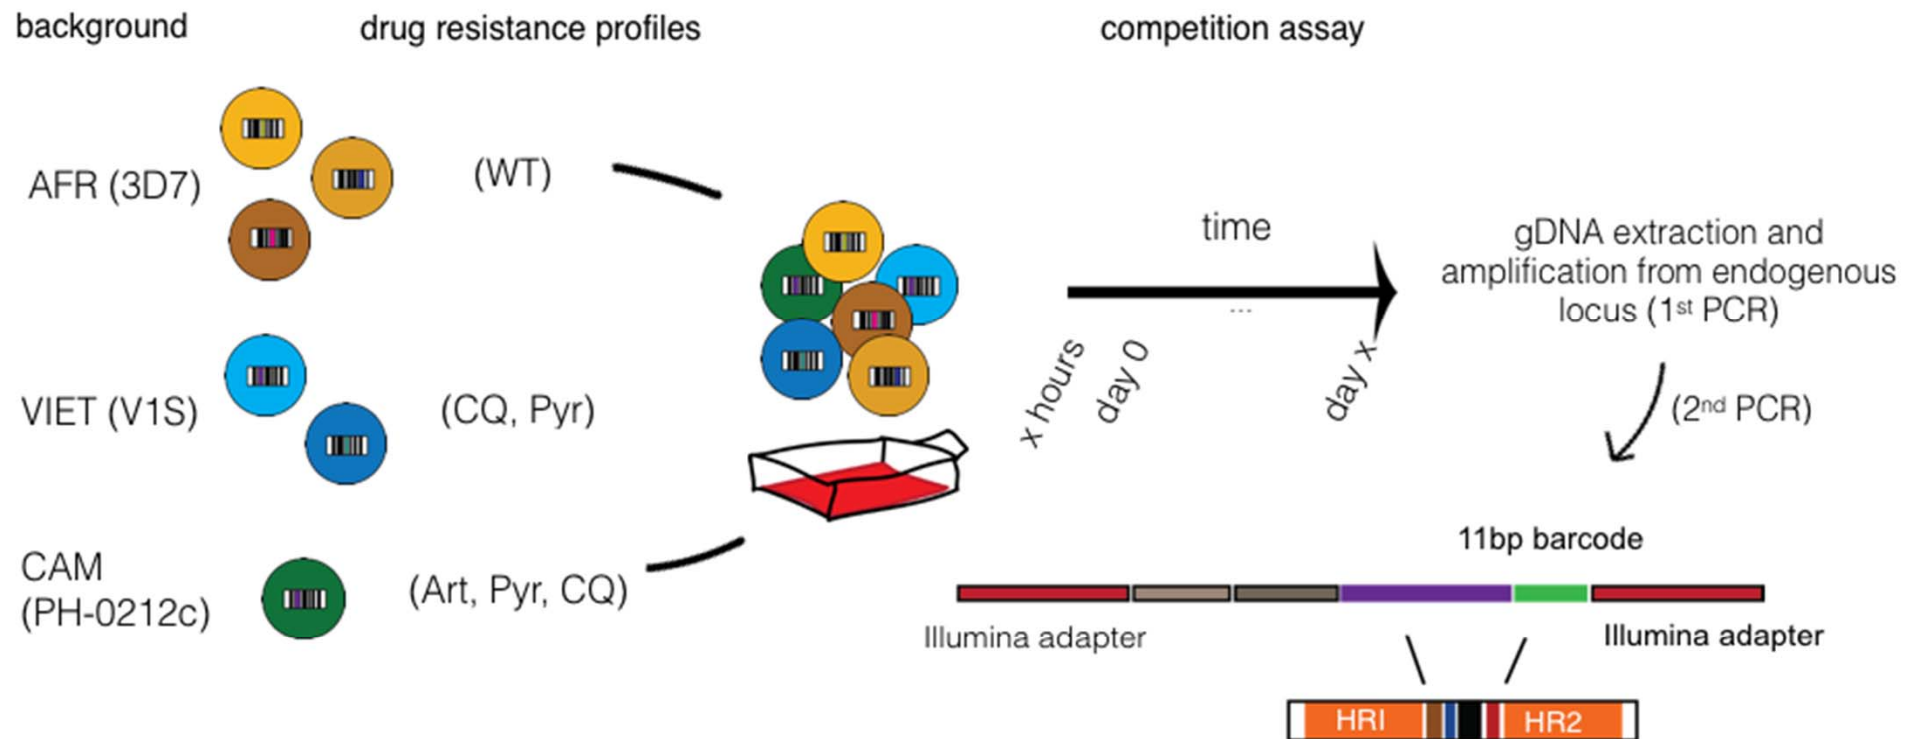 background
drug resistance profiles
competition assay
AFR (3D7)
(WT)
VIET (V1S)
(CQ, Pyr)
CAM
(PH-0212c)
(Art, Pyr, CQ)
time
...
x hours
day 0
day x
gDNA extraction and
amplification from endogenous
locus (1st PCR)
(2nd PCR)
11bp barcode
Illumina adapter
Illumina adapter
HRI
HR2